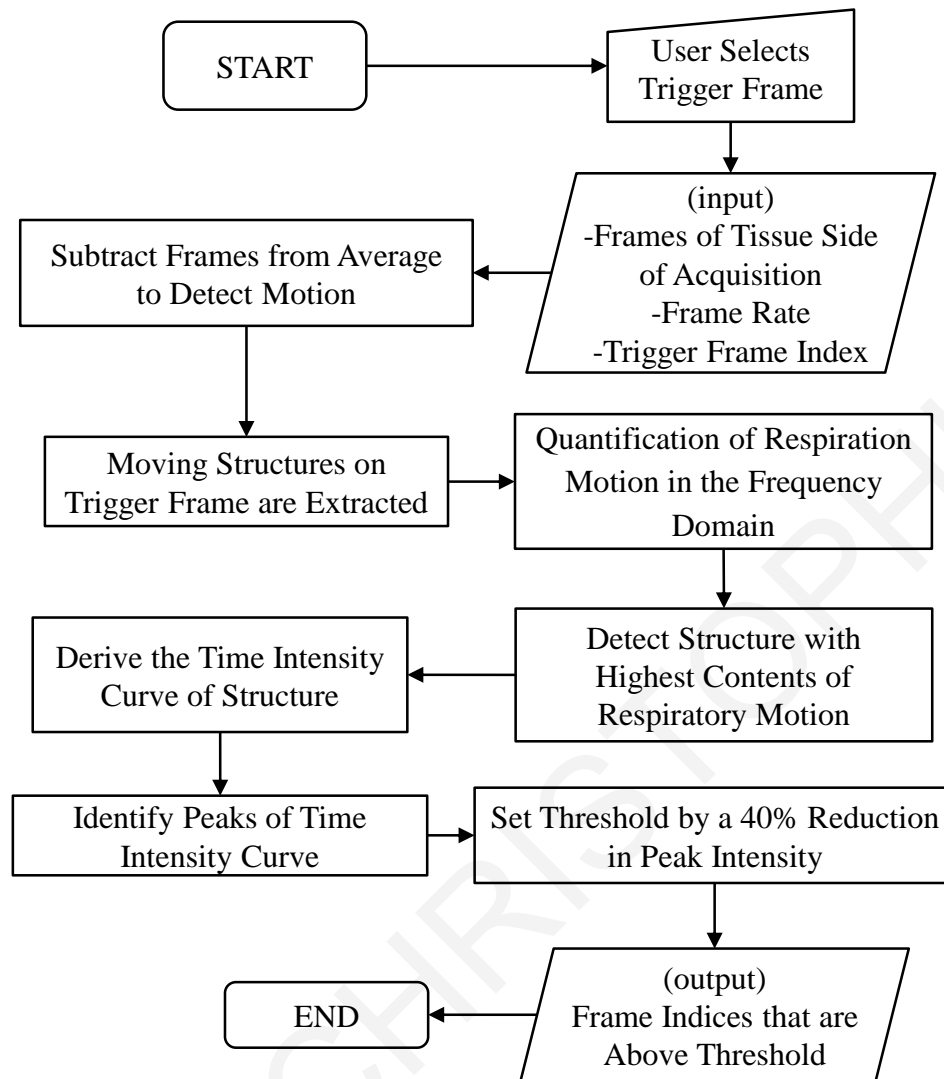 START
User Selects
Trigger Frame
(input)
-Frames of Tissue Side
of Acquisition
-Frame Rate
-Trigger Frame Index
Subtract Frames from Average
to Detect Motion
Moving Structures on
Trigger Frame are Extracted
Quantification of Respiration
Motion in the Frequency
Domain
Detect Structure with
Highest Contents of
Respiratory Motion
Derive the Time Intensity
Curve of Structure
Identify Peaks of Time
Intensity Curve
Set Threshold by a 40% Reduction
in Peak Intensity
(output)
Frame Indices that are
Above Threshold
END